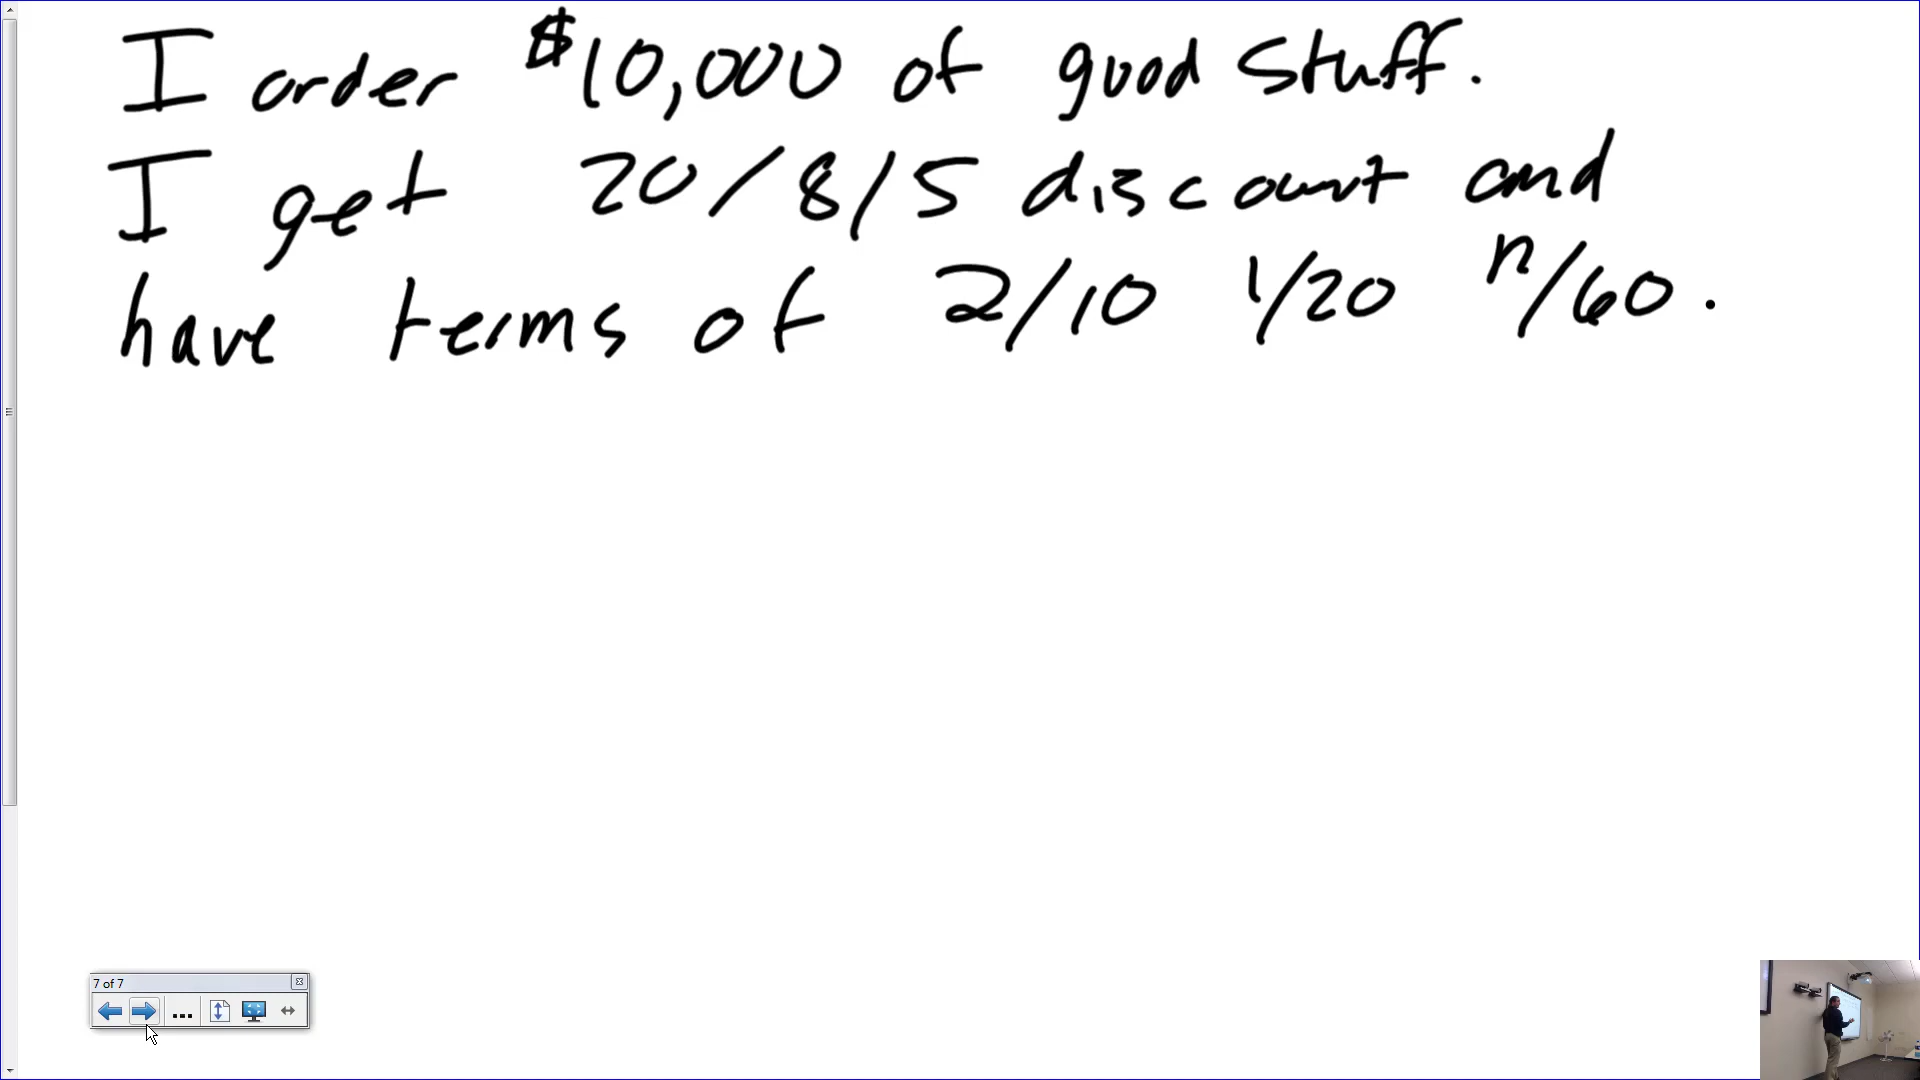 I order $10,000 of good stuff.
I get 20/8/5 discount and
have terms of 2/10 1/20 n/60.
7 of 7